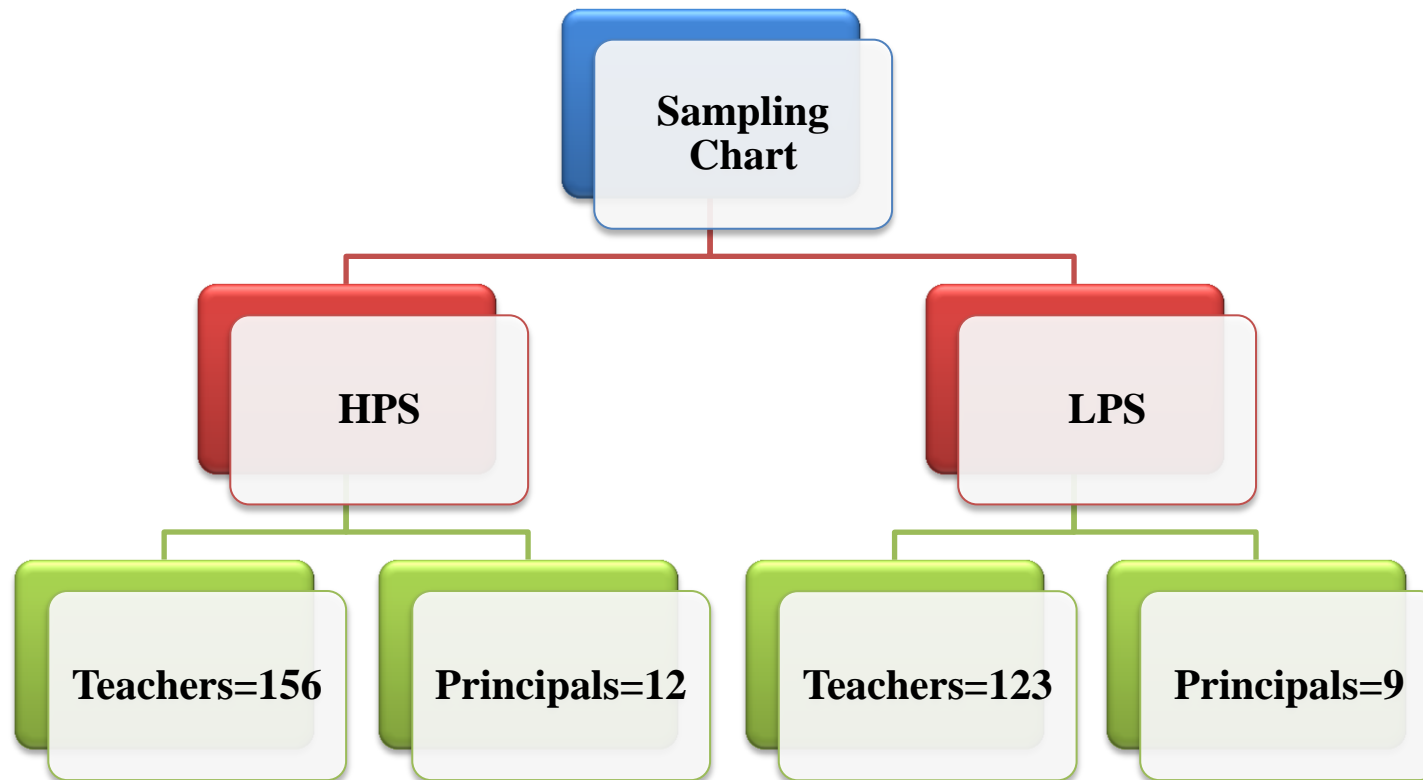 Sampling
Chart
HPS
LPS
Teachers=156
Principals=12
Teachers=123
Principals=9